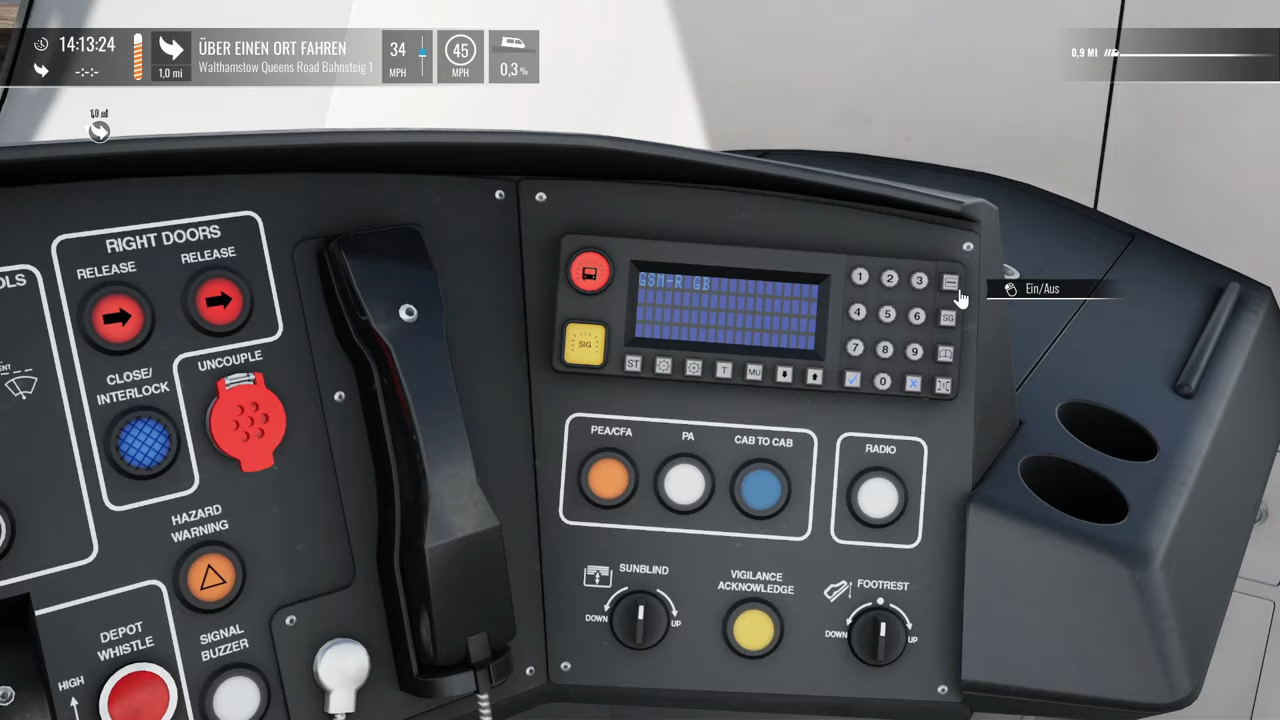 14:13:24
-:-:-
1,0 mi
ÜBER EINEN ORT FAHREN
Walthamstow Queens Road Bahnsteig 1
34
MPH
45
MPH
0,3 %
0,9 MI
1,0 mi
RIGHT DOORS
RELEASE
RELEASE
CLOSE/
INTERLOCK
UNCOUPLE
HAZARD
WARNING
DEPOT
WHISTLE
HIGH
SIGNAL
BUZZER
GSM-R GB
SIG
ST
T
MU
1
2
3
4
5
6
SG
7
8
9
0
X
Ein/Aus
PEA/CFA
PA
CAB TO CAB
RADIO
SUNBLIND
DOWN
UP
VIGILANCE
ACKNOWLEDGE
FOOTREST
DOWN
UP